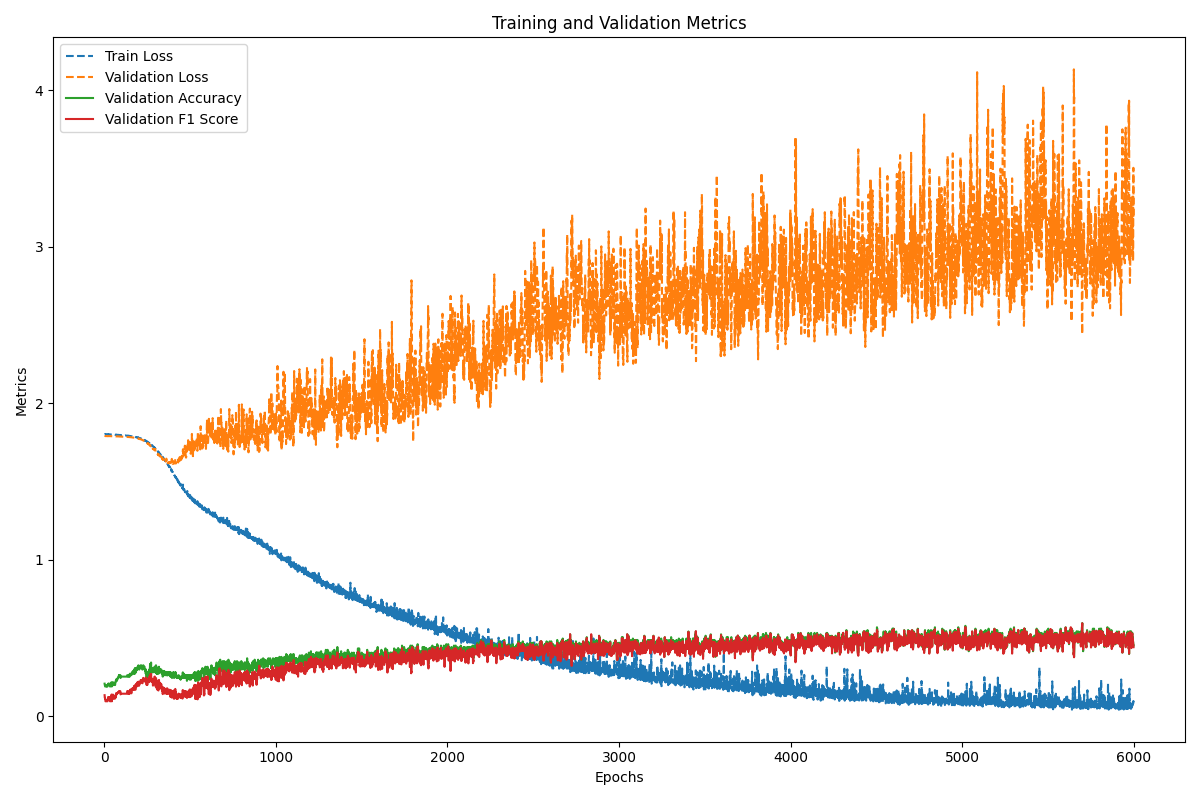 Training and Validation Metrics
Train Loss
Validation Loss
Validation Accuracy
Validation F1 Score
Metrics
4
3
2
1
0
0 1000 2000 3000 4000 5000 6000
Epochs